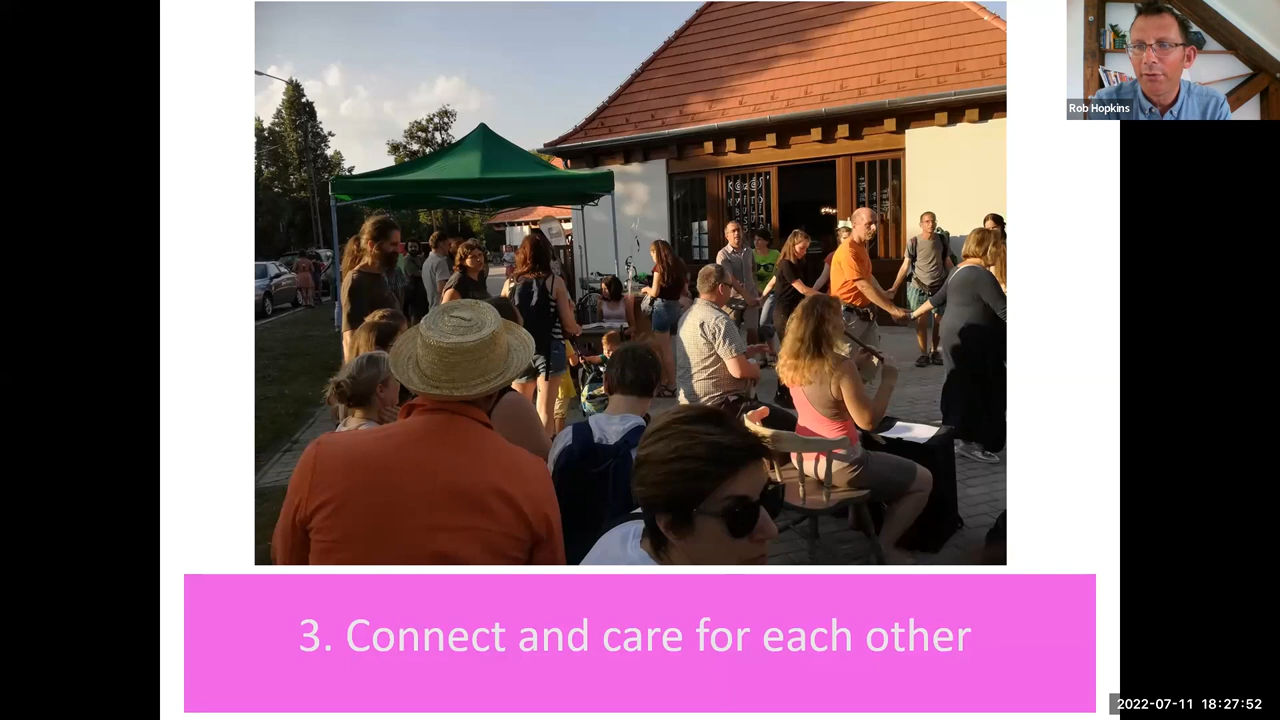 Rob Hopkins
3. Connect and care for each other
2022-07-11 18:27:52